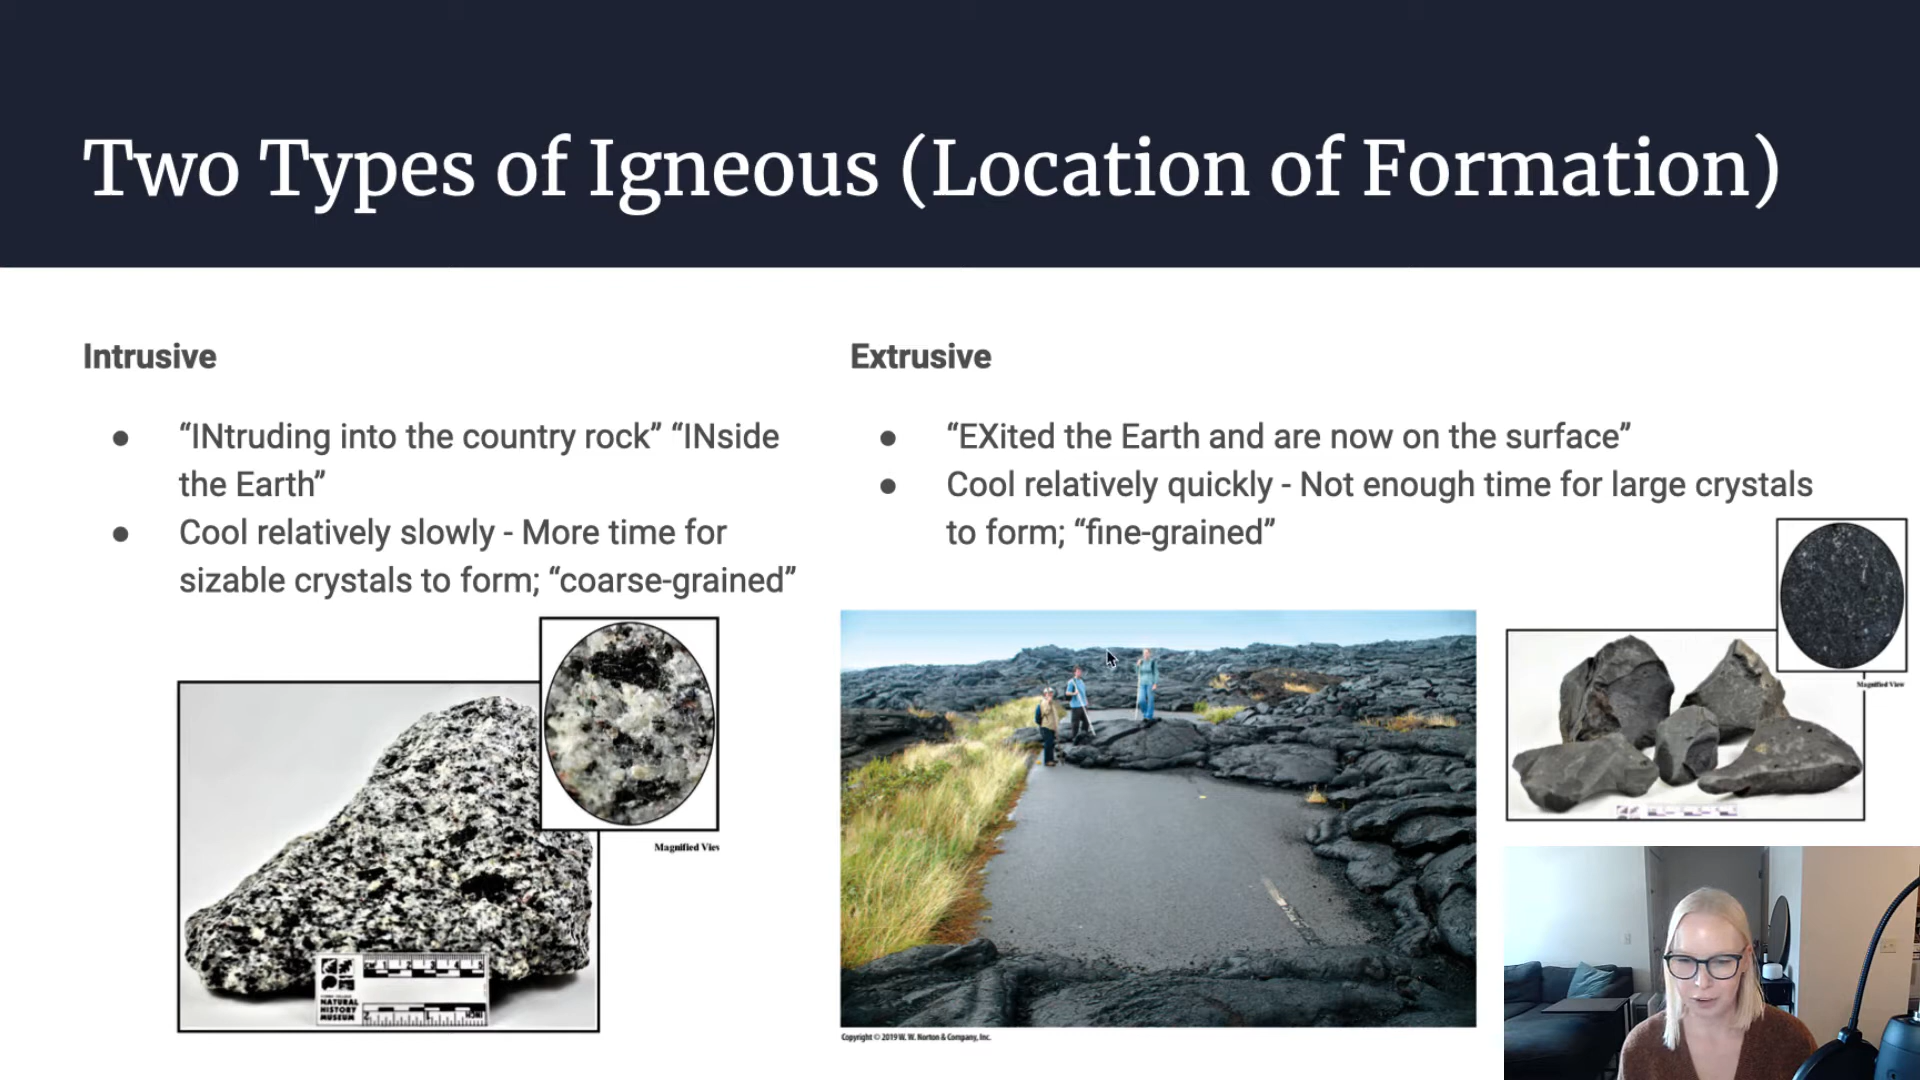 Two Types of Igneous (Location of Formation)
Intrusive
● “INtruding into the country rock” “INside
the Earth”
● Cool relatively slowly - More time for
sizable crystals to form; “coarse-grained”
Magnified View
NATURAL
HISTORY
MUSEUM
Extrusive
● “EXited the Earth and are now on the surface”
● Cool relatively quickly - Not enough time for large crystals
to form; “fine-grained”
Magnified View
Copyright © 2019 W. W. Norton & Company, Inc.